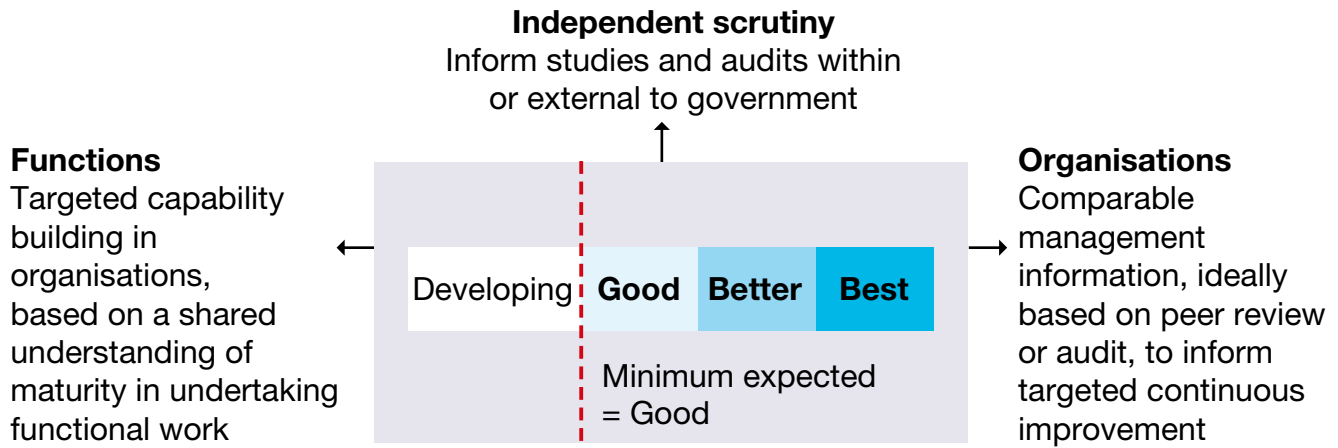 Independent scrutiny
Inform studies and audits within
or external to government
Functions
Targeted capability
building in
organisations,
based on a shared
understanding of
maturity in undertaking
functional work
Developing
Good
Better
Best
Minimum expected
= Good
Organisations
Comparable
management
information, ideally
based on peer review
or audit, to inform
targeted continuous
improvement